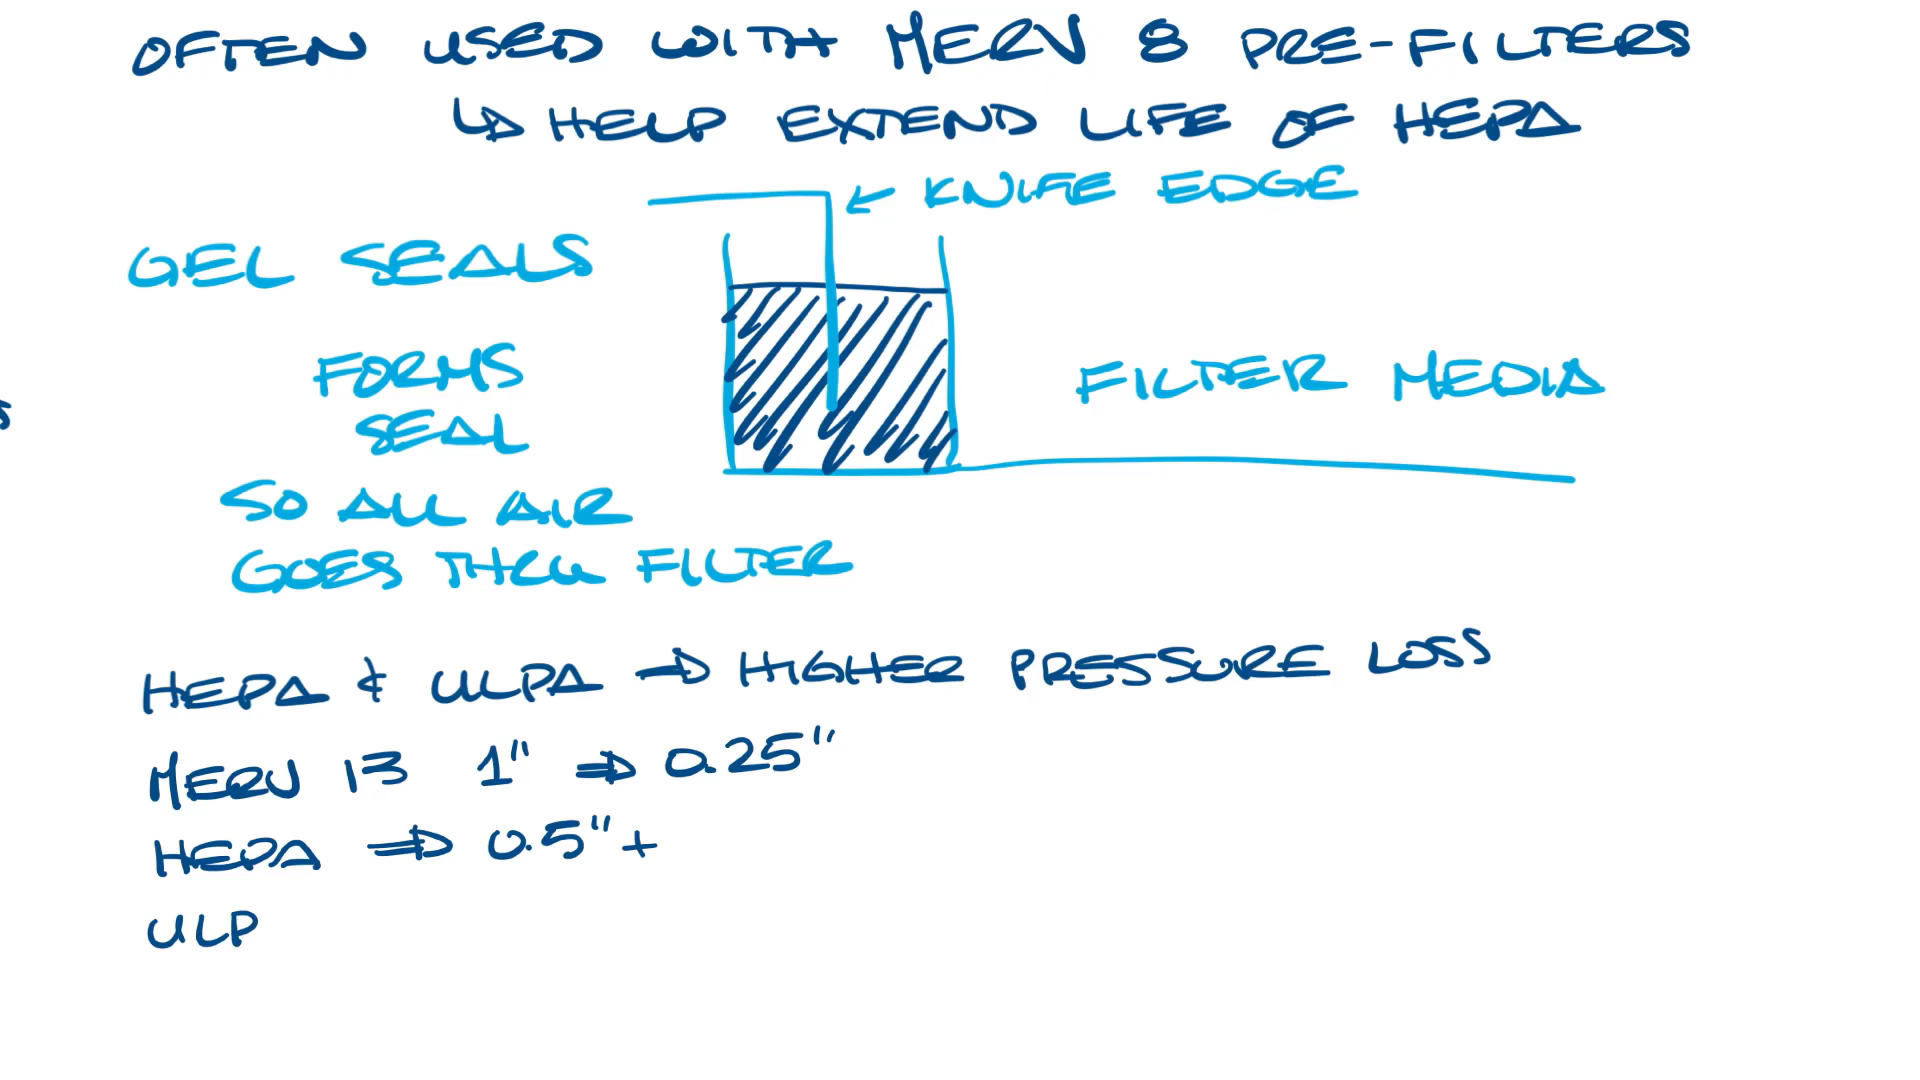 OFTEN USED WITH MERV 8 PRE-FILTERS
↳ HELP EXTEND LIFE OF HEPA
← KNIFE EDGE
GEL SEALS
FORMS
SEAL
SO ALL AIR
GOES THRU FILTER
FILTER MEDIA
HEPA & ULPA → HIGHER PRESSURE LOSS
MERV 13 1" ⇒ 0.25"
HEPA ⇒ 0.5"+
ULP